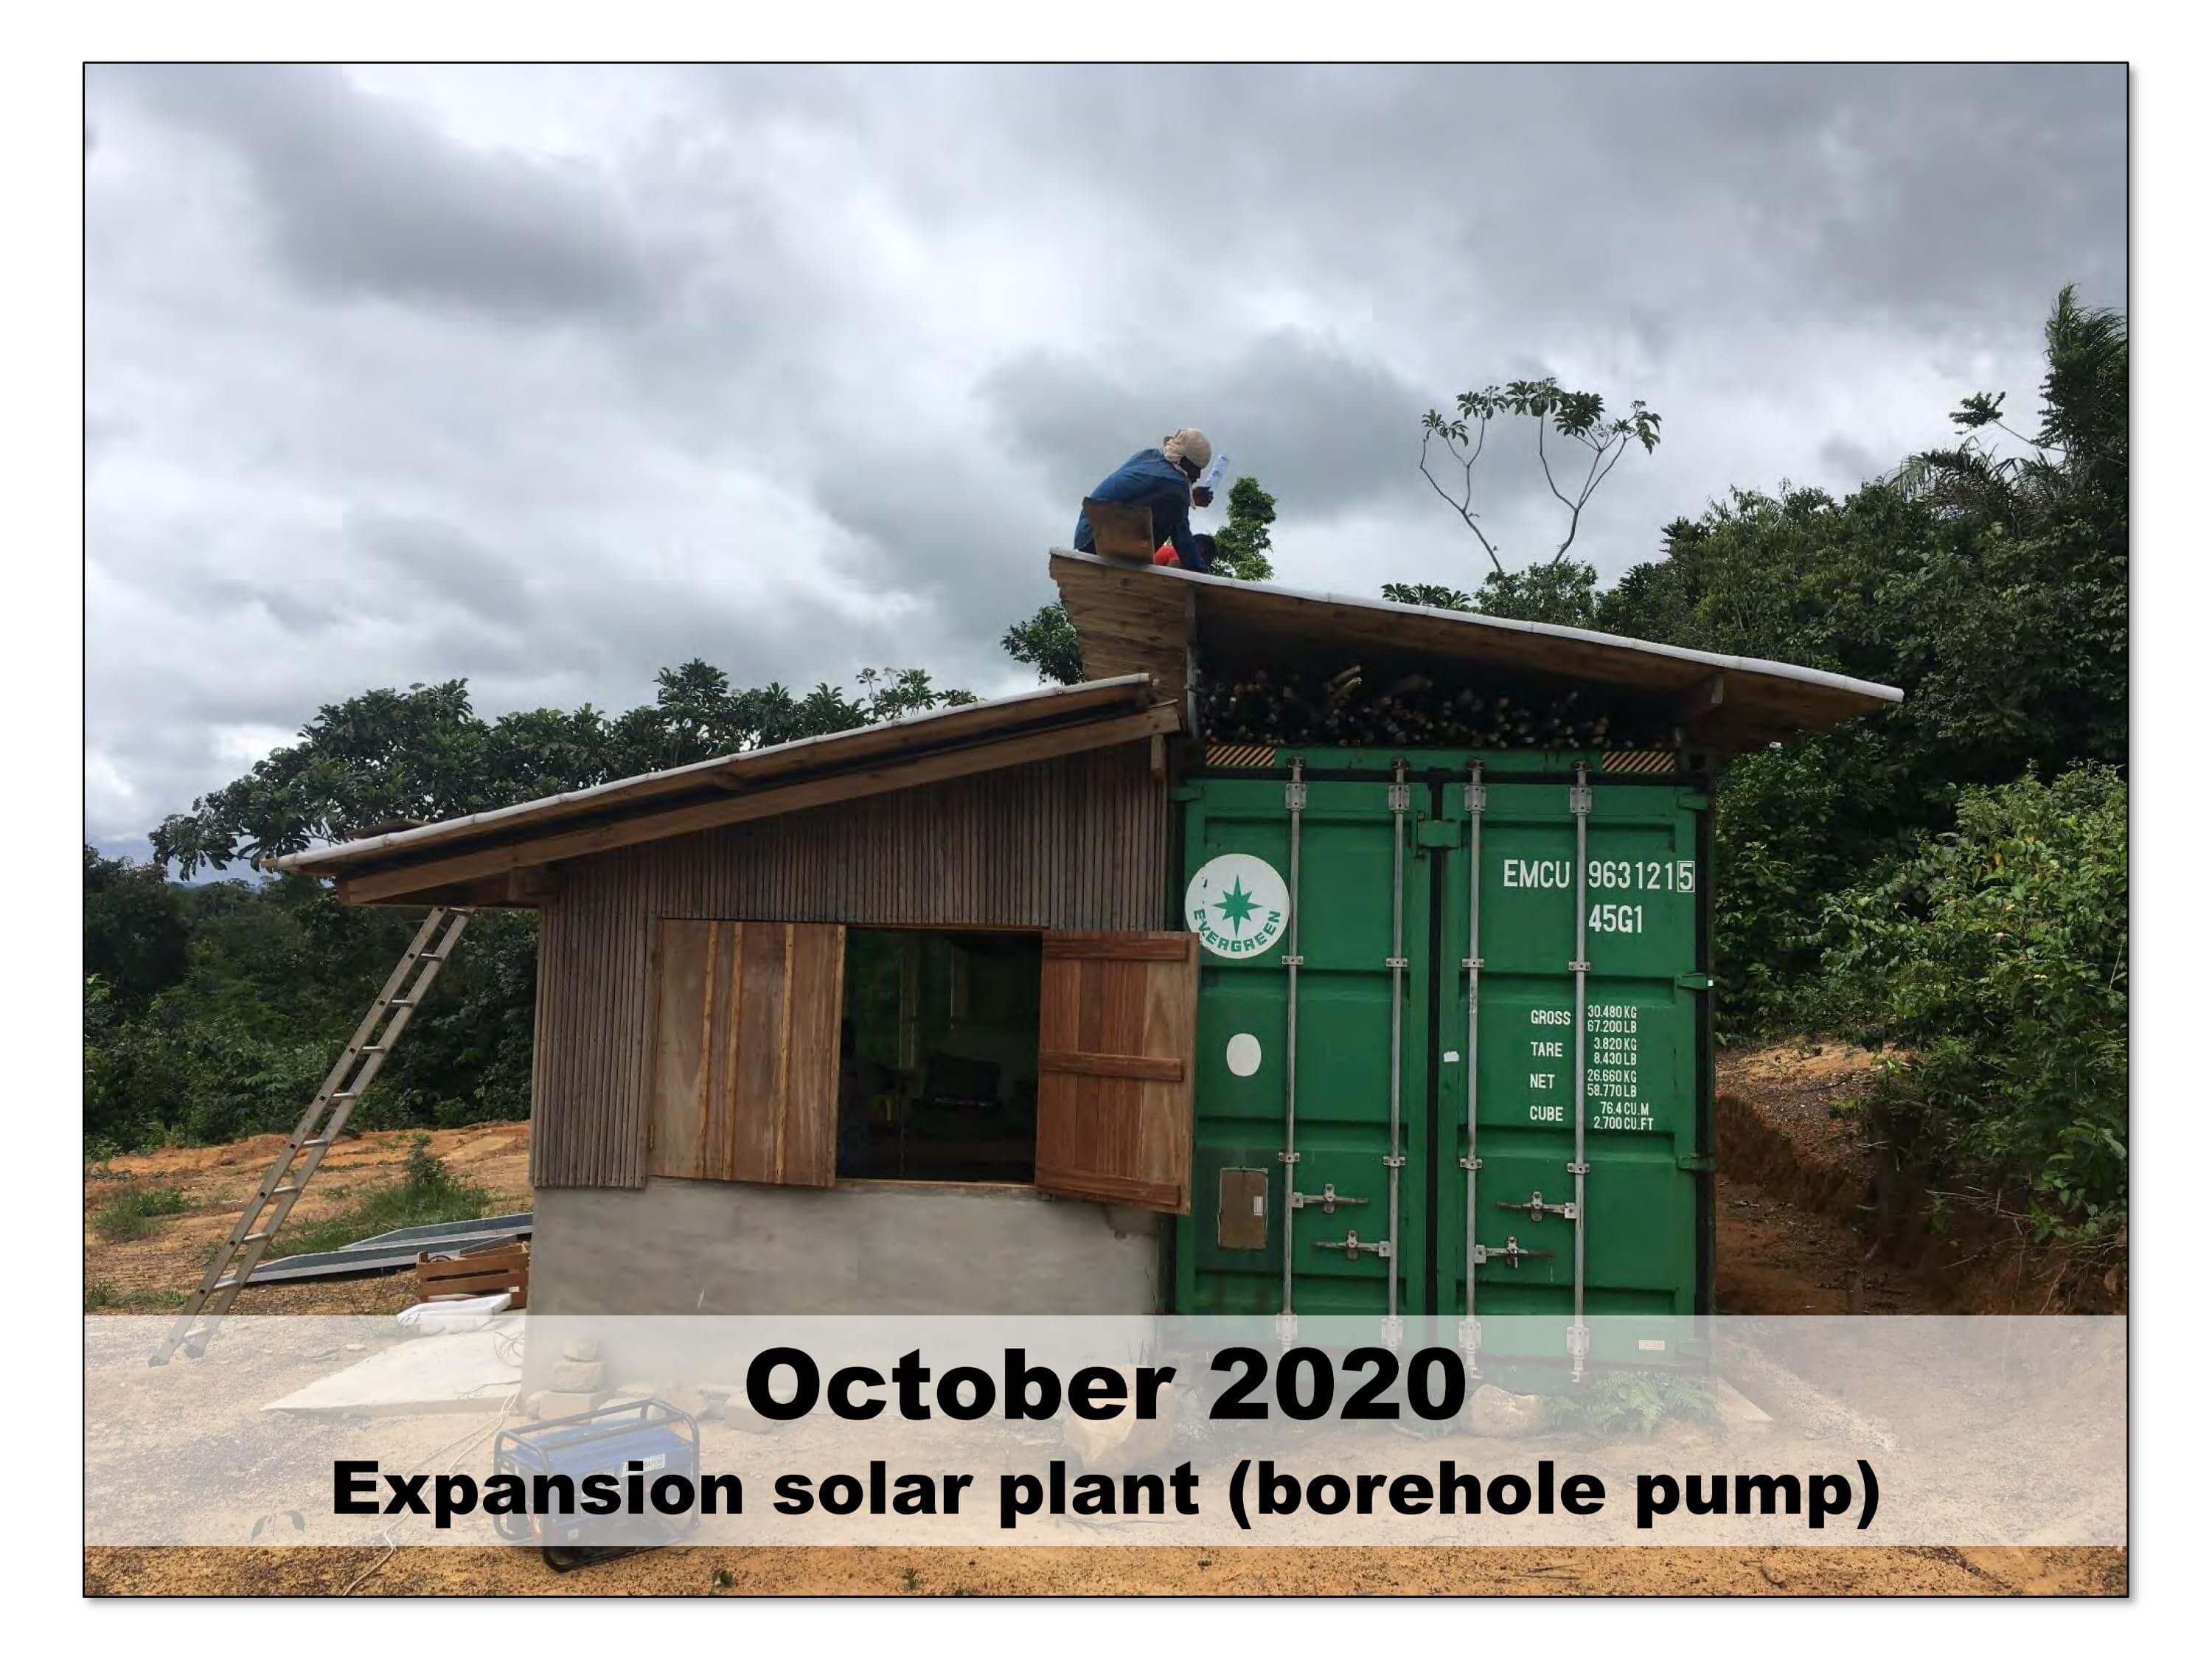 EVERGREEN
EMCU 9631215
45G1
GROSS 30.480 KG
67.200 LB
TARE 3.820 KG
8.430 LB
NET 26.660 KG
58.770 LB
CUBE 76.4 CU.M
2.700 CU.FT
October 2020
Expansion solar plant (borehole pump)